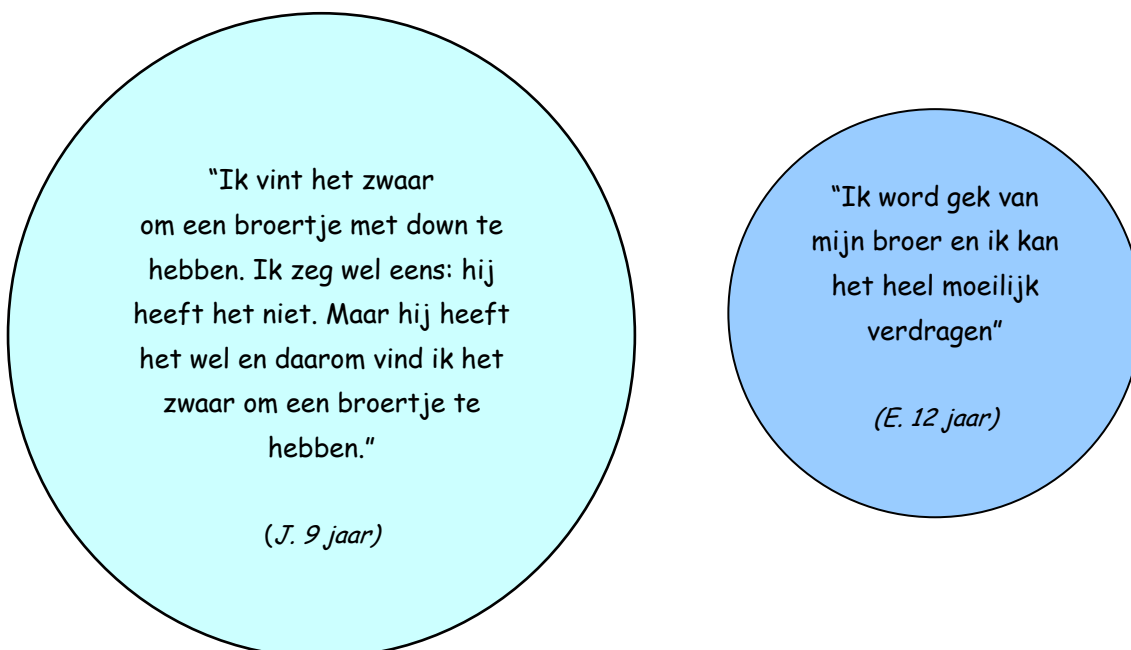 “Ik vint het zwaar
om een broertje met down te
hebben. Ik zeg wel eens: hij
heeft het niet. Maar hij heeft
het wel en daarom vind ik het
zwaar om een broertje te
hebben.”
(J. 9 jaar)
“Ik word gek van
mijn broer en ik kan
het heel moeilijk
verdragen”
(E. 12 jaar)